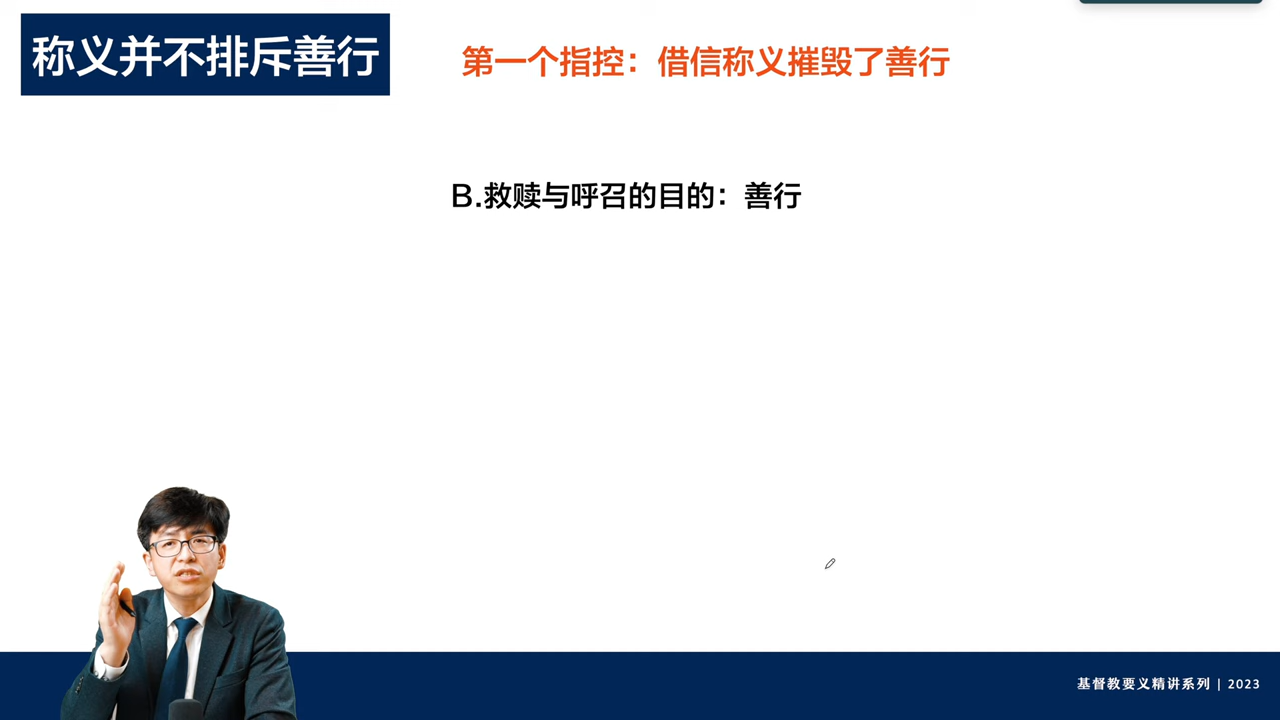 称义并不排斥善行
第一个指控：借信称义摧毁了善行
B.救赎与呼召的目的：善行
基督教要义精讲系列 | 2023